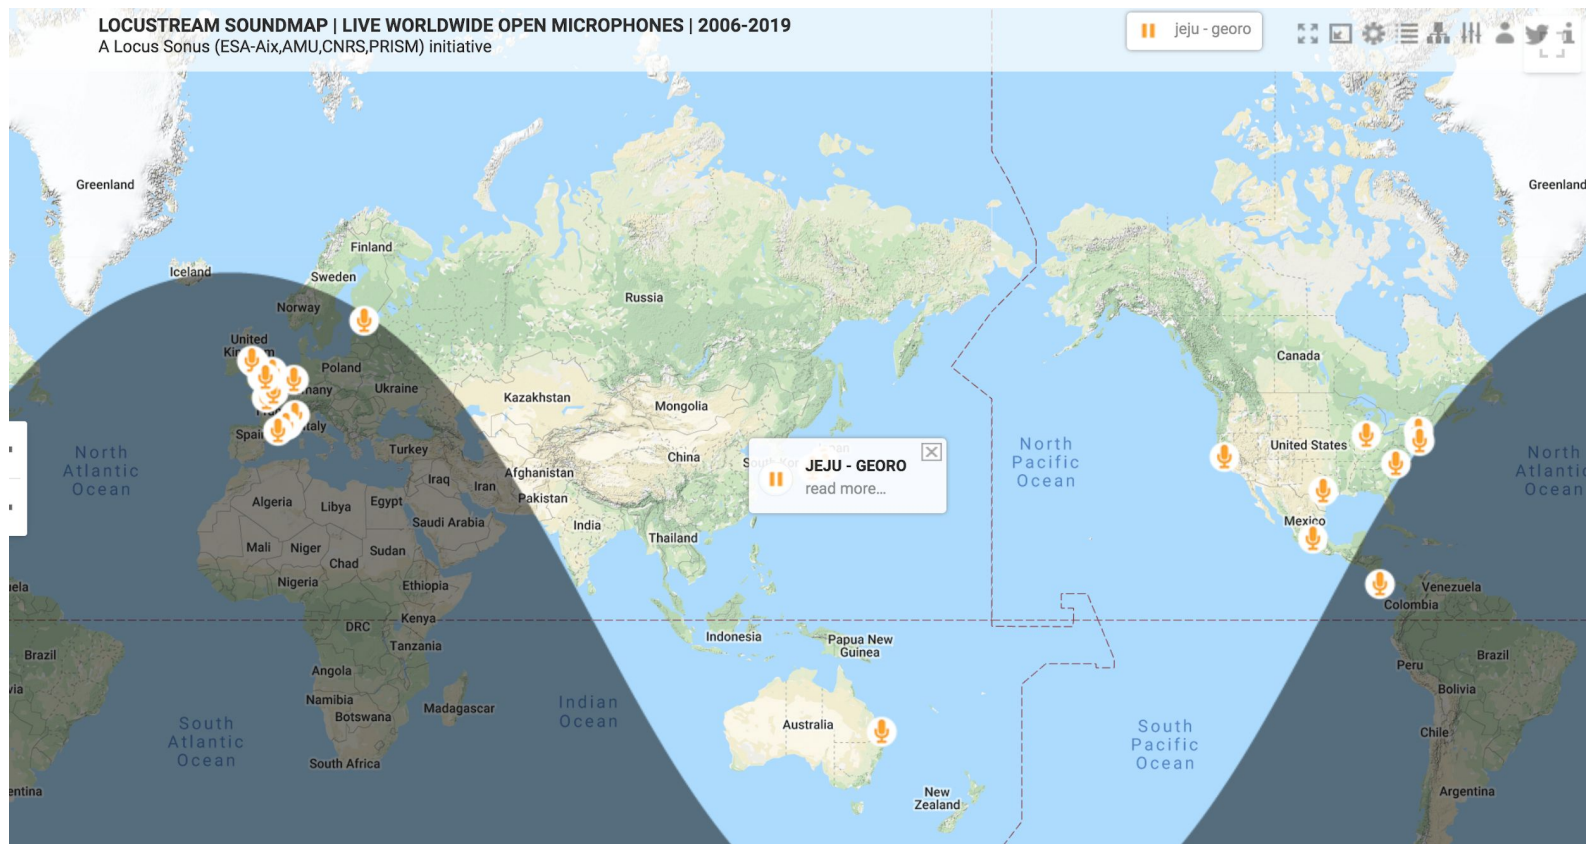 LOCUSTREAM SOUNDMAP | LIVE WORLDWIDE OPEN MICROPHONES | 2006-2019
A Locus Sonus (ESA-Aix,AMU,CNRS,PRISM) initiative
jeju - georo
Greenland
Greenland
Finland
Iceland
Sweden
Russia
Norway
United
Canada
Poland
Ukraine
Kazakhstan
Mongolia
United States
Spain
Turkey
North
Atlantic
Ocean
China
North
Pacific
Ocean
North
Atlantic
Ocean
JEJU - GEORO
read more...
Afghanistan
Iraq
Iran
Pakistan
Algeria
Libya
Egypt
Saudi Arabia
India
Mexico
Thailand
Mali
Niger
Sudan
Chad
Nigeria
Ethiopia
Venezuela
Colombia
Kenya
DRC
Indonesia
Papua New
Guinea
Tanzania
Brazil
Brazil
Angola
Peru
Bolivia
Namibia
Botswana
Madagascar
Indian
Ocean
South
Atlantic
Ocean
Australia
South
Pacific
Ocean
Chile
South Africa
New
Zealand
Argentina